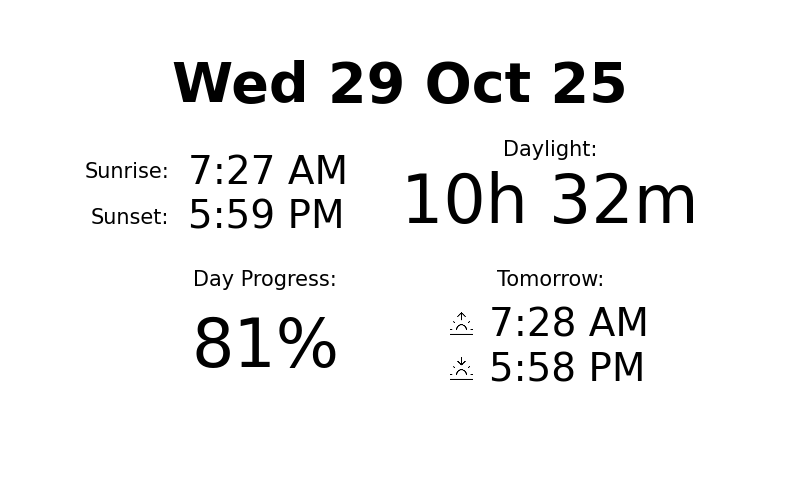 Wed 29 Oct 25
Sunrise: 7:27 AM
Sunset: 5:59 PM
Daylight:
10h 32m
Day Progress:
81%
Tomorrow:
7:28 AM
5:58 PM